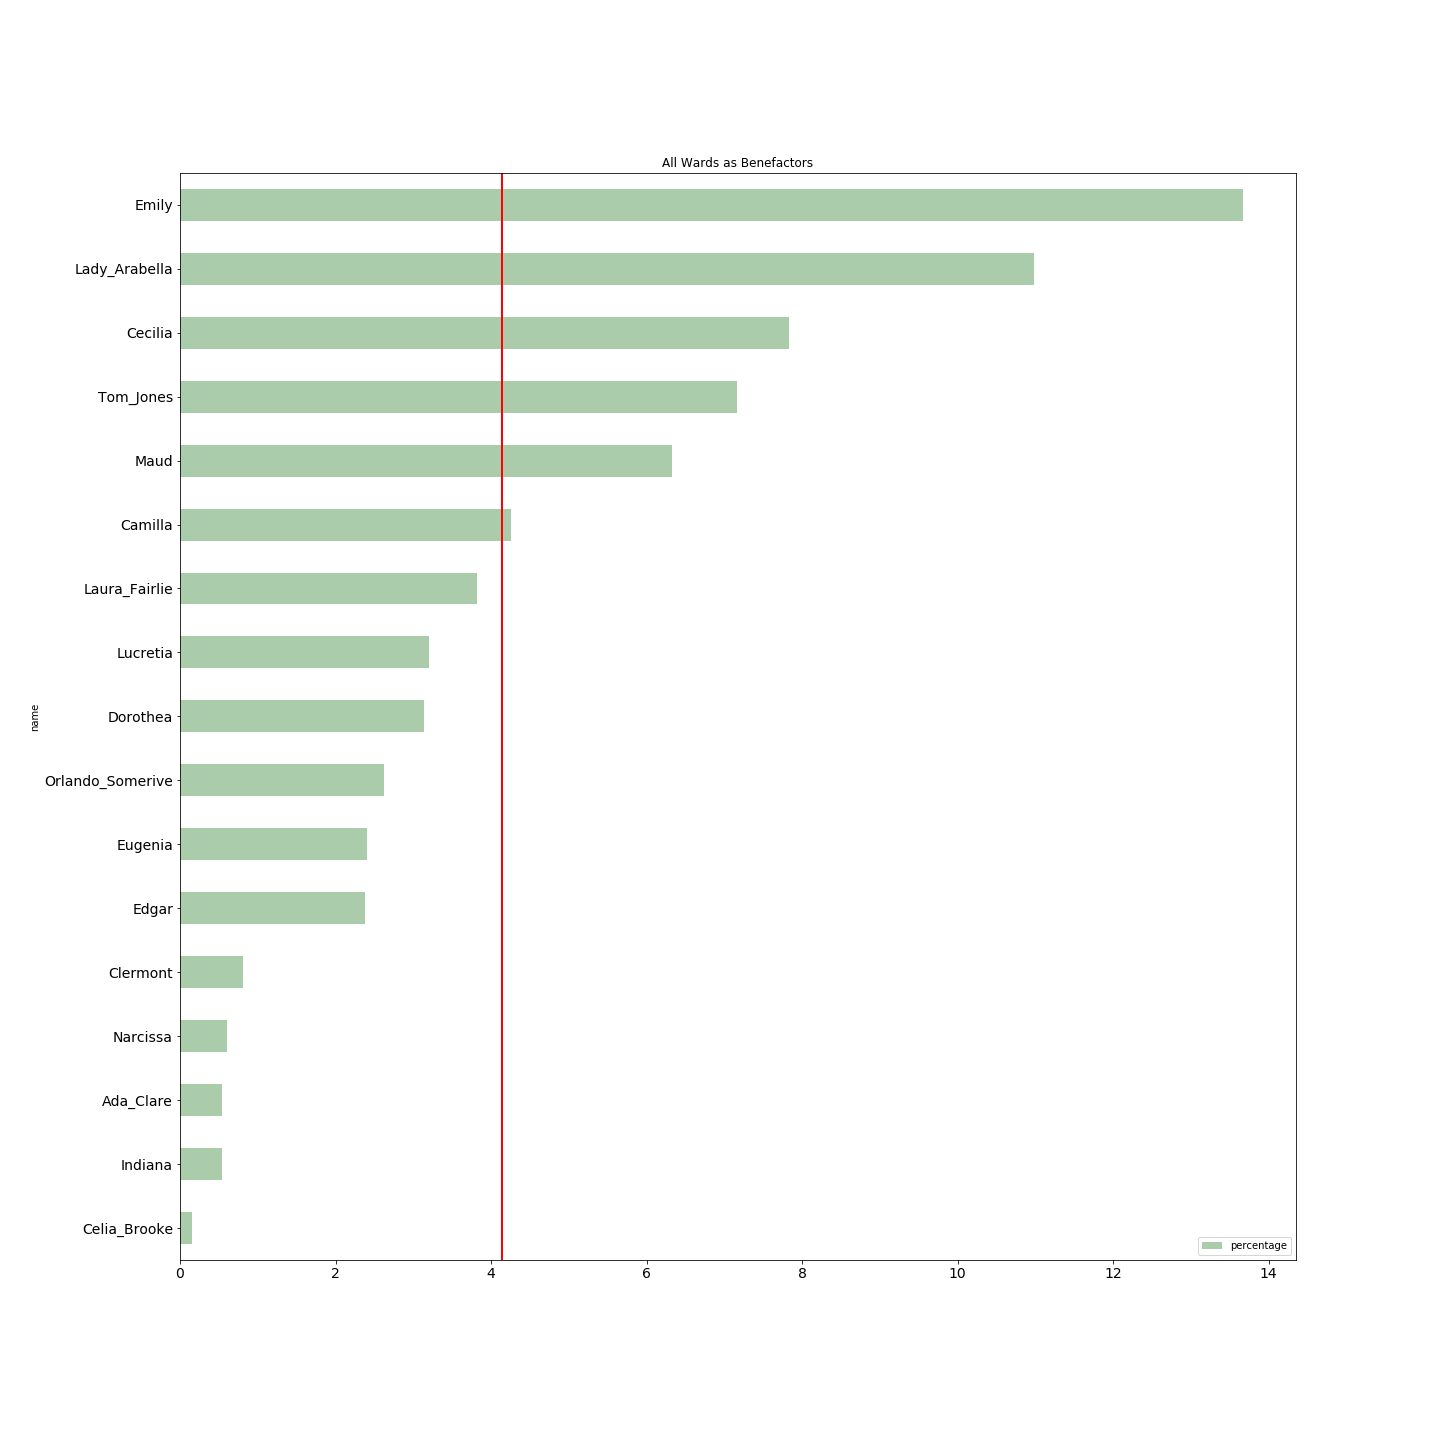 All Wards as Benefactors
Emily
Lady_Arabella
Cecilia
Tom_Jones
Maud
Camilla
Laura_Fairlie
Lucretia
Dorothea
name
Orlando_Somerive
Eugenia
Edgar
Clermont
Narcissa
Ada_Clare
Indiana
Celia_Brooke
percentage
0 2 4 6 8 10 12 14